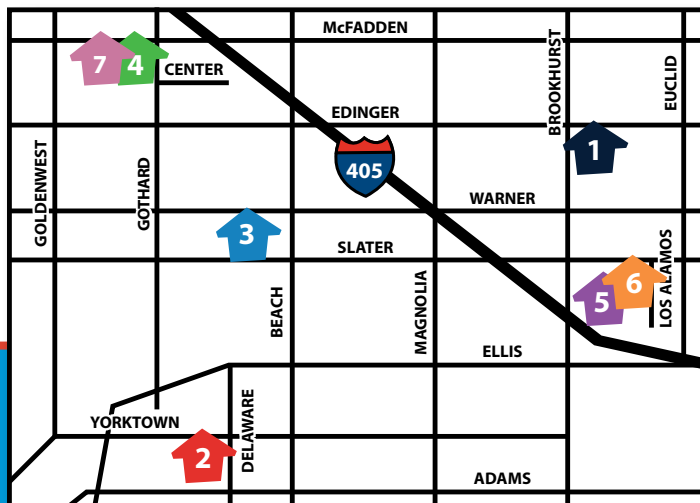 McFADDEN
7
4
CENTER
BROOKHURST
EUCLID
EDINGER
1
405
GOLDENWEST
GOTHARD
WARNER
3
SLATER
BEACH
MAGNOLIA
5
6
LOS ALAMOS
ELLIS
YORKTOWN
2
DELAWARE
ADAMS